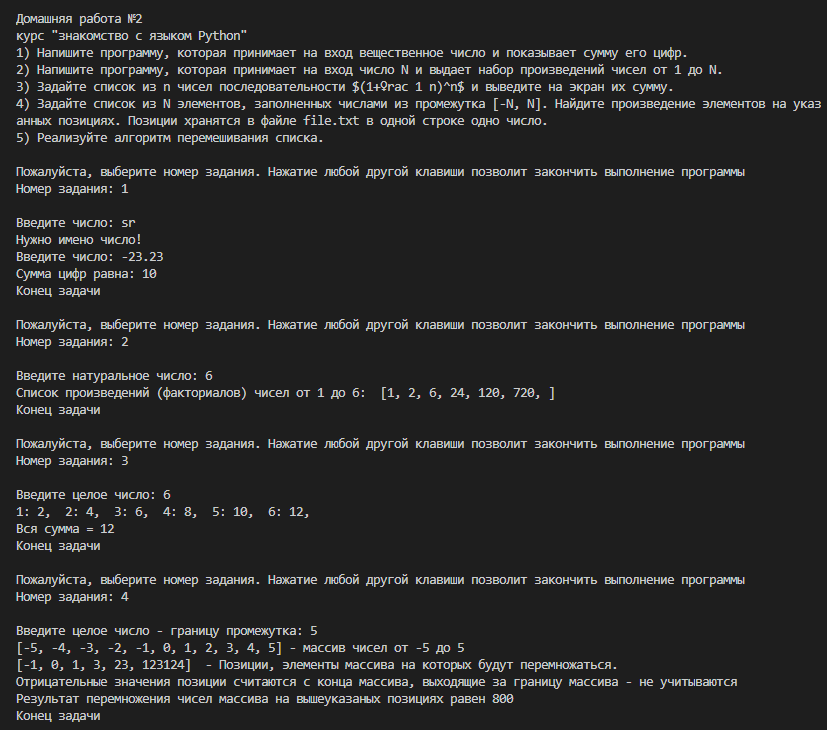 Домашняя работа №2
курс "знакомство с языком Python"
1) Напишите программу, которая принимает на вход вещественное число и показывает сумму его цифр.
2) Напишите программу, которая принимает на вход число N и выдает набор произведений чисел от 1 до N.
3) Задайте список из n чисел последовательности $(1+♀rac 1 n)^n$ и выведите на экран их сумму.
4) Задайте список из N элементов, заполненных числами из промежутка [-N, N]. Найдите произведение элементов на указ
анных позициях. Позиции хранятся в файле file.txt в одной строке одно число.
5) Реализуйте алгоритм перемешивания списка.
Пожалуйста, выберите номер задания. Нажатие любой другой клавиши позволит закончить выполнение программы
Номер задания: 1
Введите число: sr
Нужно имено число!
Введите число: -23.23
Сумма цифр равна: 10
Конец задачи
Пожалуйста, выберите номер задания. Нажатие любой другой клавиши позволит закончить выполнение программы
Номер задания: 2
Введите натуральное число: 6
Список произведений (факториалов) чисел от 1 до 6:  [1, 2, 6, 24, 120, 720, ]
Конец задачи
Пожалуйста, выберите номер задания. Нажатие любой другой клавиши позволит закончить выполнение программы
Номер задания: 3
Введите целое число: 6
1: 2,  2: 4,  3: 6,  4: 8,  5: 10,  6: 12,
Вся сумма = 12
Конец задачи
Пожалуйста, выберите номер задания. Нажатие любой другой клавиши позволит закончить выполнение программы
Номер задания: 4
Введите целое число - границу промежутка: 5
[-5, -4, -3, -2, -1, 0, 1, 2, 3, 4, 5] - массив чисел от -5 до 5
[-1, 0, 1, 3, 23, 123124]  - Позиции, элементы массива на которых будут перемножаться.
Отрицательные значения позиции считаются с конца массива, выходящие за границу массива - не учитываются
Результат перемножения чисел массива на вышеуказаных позициях равен 800
Конец задачи